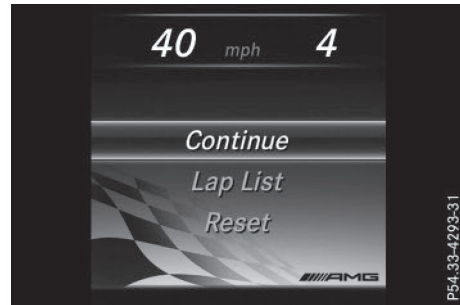 40 mph 4
Continue
Lap List
Reset
AMG
P54.33-4293-31